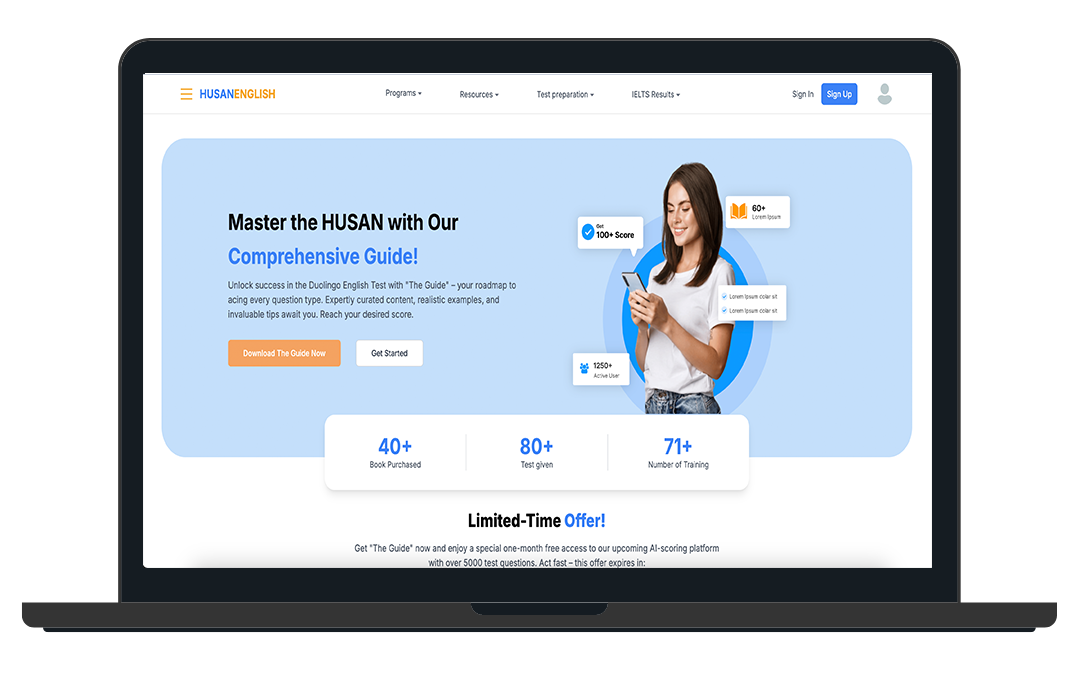 HUSANENGLISH
Programs
Resources
Test preparation
IELTS Results
Sign In
Sign Up
Master the HUSAN with Our
Comprehensive Guide!
Unlock success in the Duolingo English Test with "The Guide" – your roadmap to
acing every question type. Expertly curated content, realistic examples, and
invaluable tips await you. Reach your desired score.
Download The Guide Now
Get Started
Get
100+ Score
60+
Lorem Ipsum
Lorem Ipsum colar sit
Lorem Ipsum colar sit
1250+
Active User
40+
Book Purchased
80+
Test given
71+
Number of Training
Limited-Time Offer!
Get "The Guide" now and enjoy a special one-month free access to our upcoming AI-scoring platform
with over 5000 test questions. Act fast – this offer expires in: